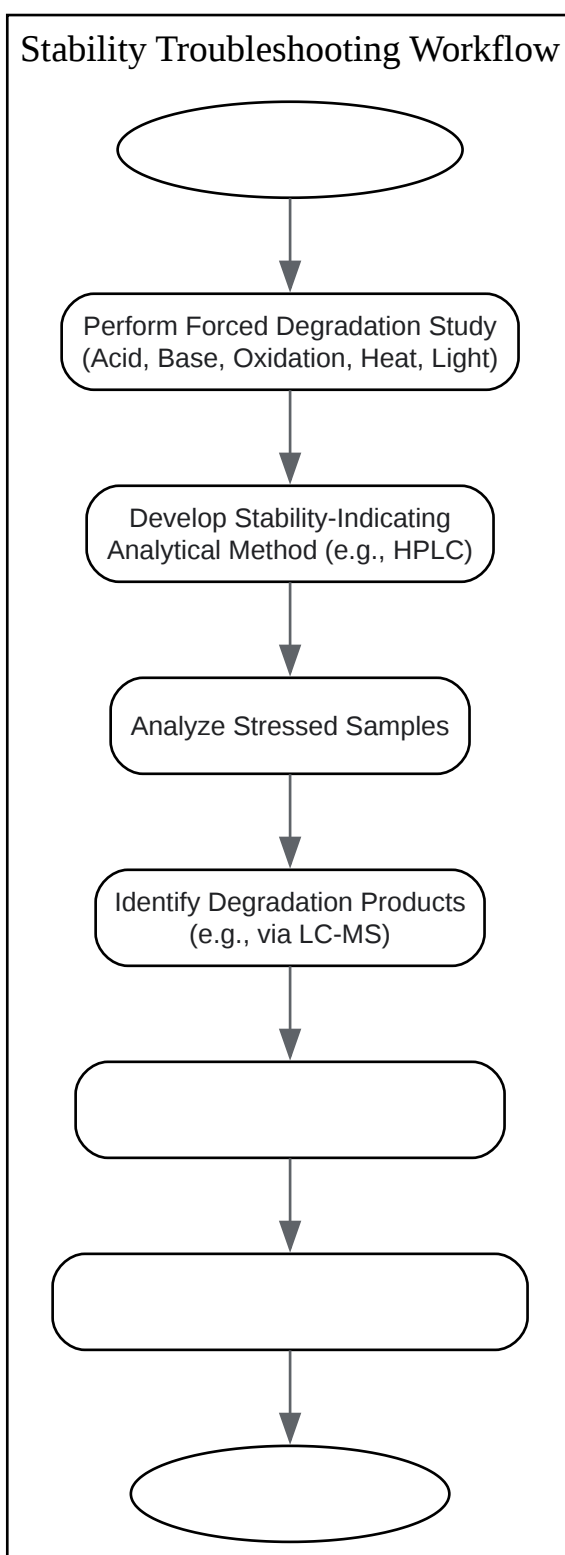 Stability Troubleshooting Workflow
Perform Forced Degradation Study
(Acid, Base, Oxidation, Heat, Light)
Develop Stability-Indicating
Analytical Method (e.g., HPLC)
Analyze Stressed Samples
Identify Degradation Products
(e.g., via LC-MS)